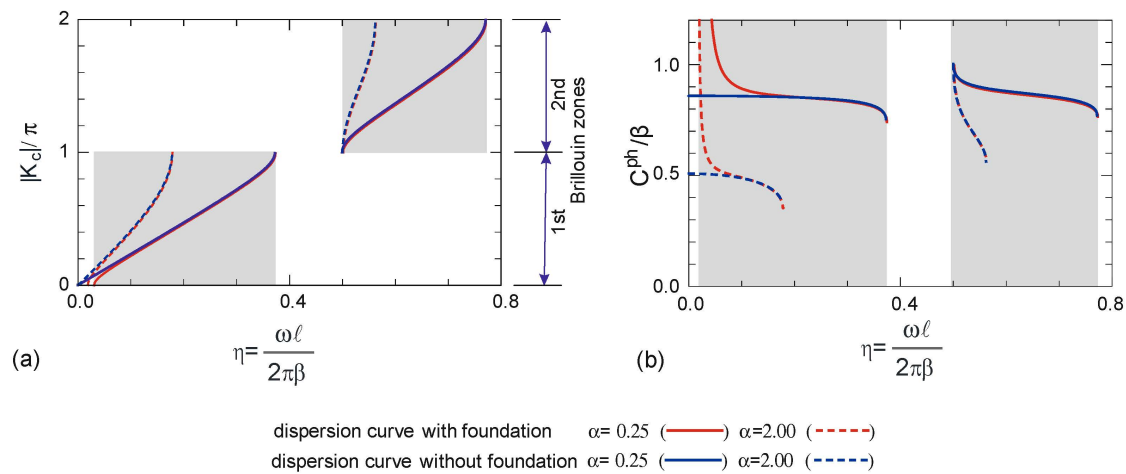 2
1
0
|K_c|/ π
0.0
0.4
0.8
2nd
1st
Brillouin zones
(a)
η= ωℓ / 2πβ
1.0
0.5
0.0
C^ph/β
0.0
0.4
0.8
(b)
η= ωℓ / 2πβ
dispersion curve with foundation α= 0.25 ( ) α=2.00 ( )
dispersion curve without foundation α= 0.25 ( ) α=2.00 ( )